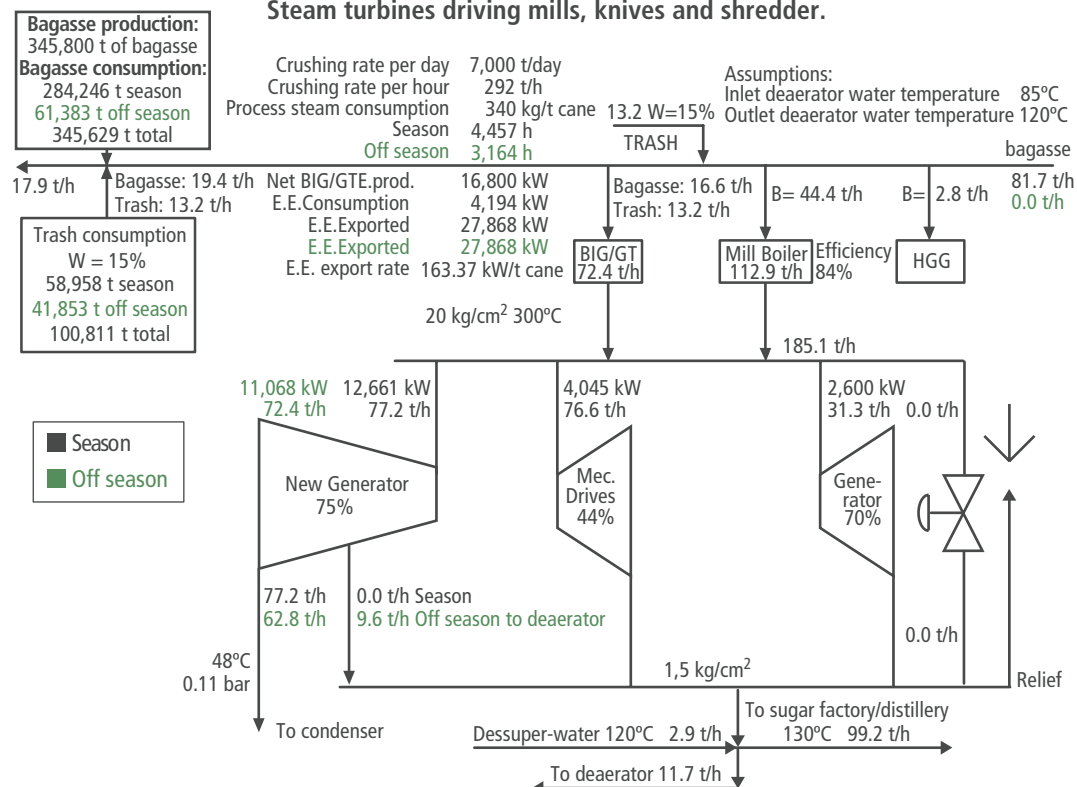 Steam turbines driving mills, knives and shredder.
Bagasse production:
345,800 t of bagasse
Bagasse consumption:
284,246 t season
61,383 t off season
345,629 t total
Crushing rate per day 7,000 t/day
Crushing rate per hour 292 t/h
Process steam consumption 340 kg/t cane
Season 4,457 h
Off season 3,164 h
13.2 W=15%
TRASH
Assumptions:
Inlet deaerator water temperature 85ºC
Outlet deaerator water temperature 120ºC
bagasse
17.9 t/h
Bagasse: 19.4 t/h
Trash: 13.2 t/h
Net BIG/GTE.prod. 16,800 kW
E.E.Consumption 4,194 kW
E.E.Exported 27,868 kW
E.E.Exported 27,868 kW
E.E. export rate 163.37 kW/t cane
Bagasse: 16.6 t/h
Trash: 13.2 t/h
B= 44.4 t/h
B= 2.8 t/h
81.7 t/h
0.0 t/h
Trash consumption
W = 15%
58,958 t season
41,853 t off season
100,811 t total
BIG/GT
72.4 t/h
Mill Boiler
112.9 t/h
Efficiency
84%
HGG
20 kg/cm² 300ºC
185.1 t/h
11,068 kW 12,661 kW
72.4 t/h 77.2 t/h
4,045 kW
76.6 t/h
2,600 kW
31.3 t/h 0.0 t/h
Season
Off season
New Generator
75%
Mec.
Drives
44%
Gene-
rator
70%
77.2 t/h
62.8 t/h
0.0 t/h Season
9.6 t/h Off season to deaerator
0.0 t/h
48ºC
0.11 bar
1,5 kg/cm²
Relief
To condenser
To sugar factory/distillery
Dessuper-water 120ºC 2.9 t/h
130ºC 99.2 t/h
To deaerator 11.7 t/h